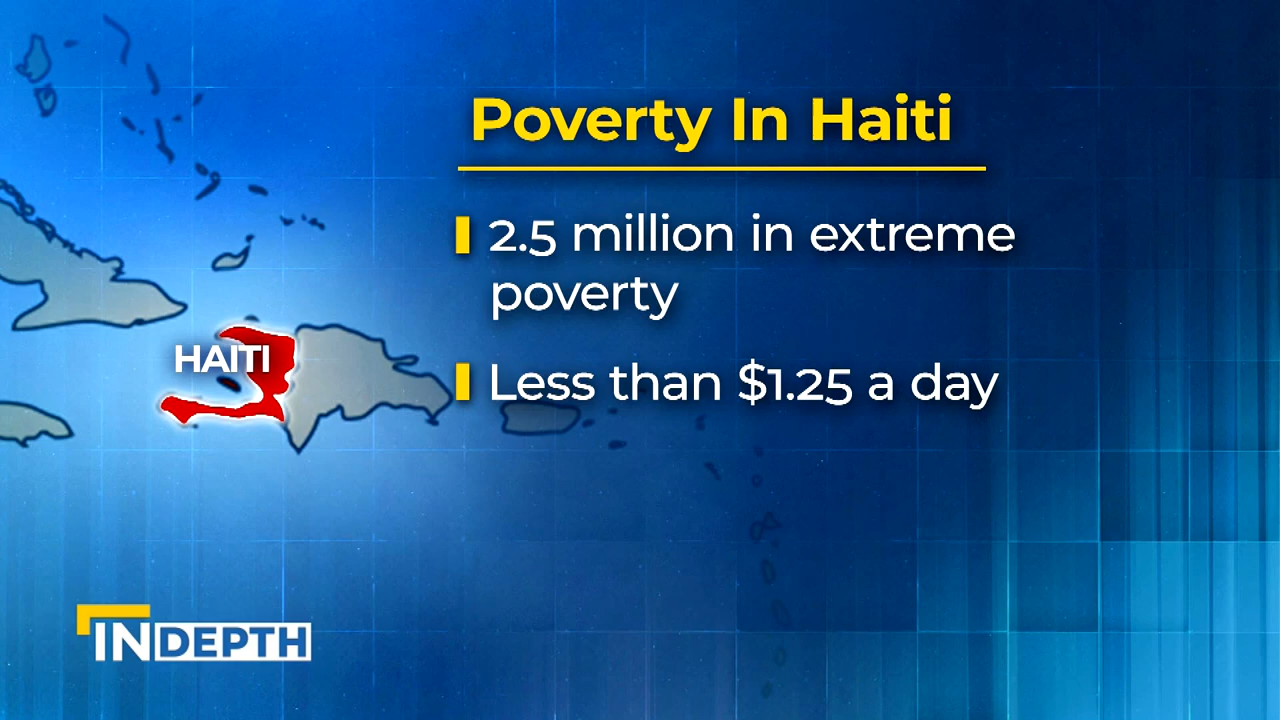 Poverty In Haiti
2.5 million in extreme
poverty
HAITI
Less than $1.25 a day
INDEPTH